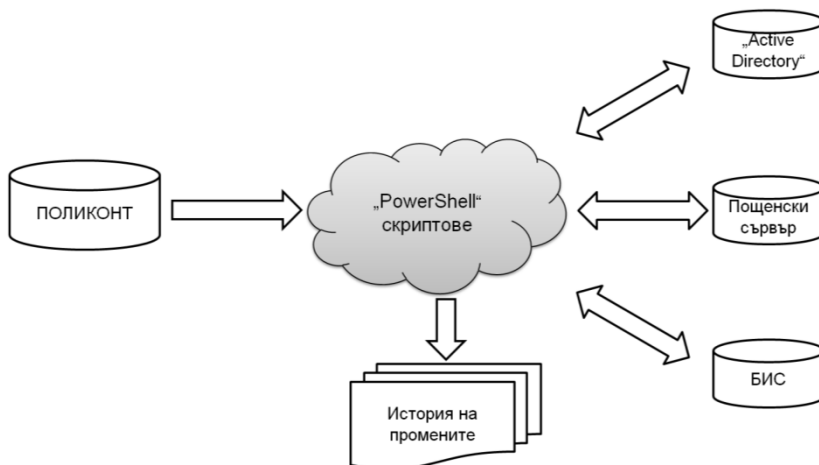 „Active
Directory“
ПОЛИКОНТ
„PowerShell“
скриптове
Пощенски
сървър
БИС
История на
промените